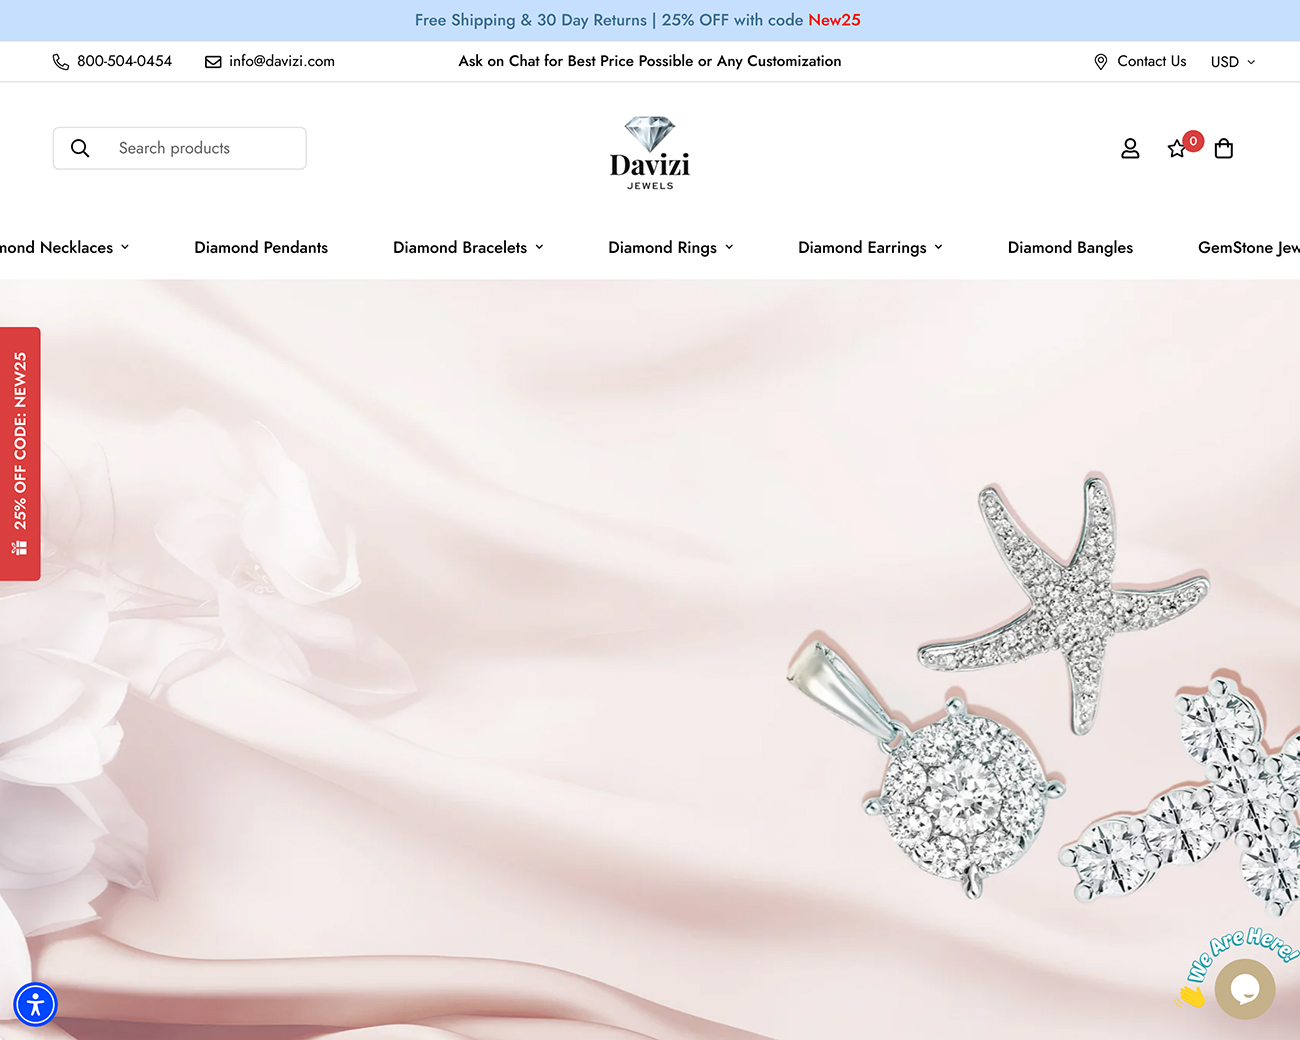 Free Shipping & 30 Day Returns | 25% OFF with code New25
800-504-0454
info@davizi.com
Ask on Chat for Best Price Possible or Any Customization
Contact Us
USD
Search products
Davizi
JEWELS
0
mond Necklaces
Diamond Pendants
Diamond Bracelets
Diamond Rings
Diamond Earrings
Diamond Bangles
GemStone Jew
25% OFF CODE: NEW25
We Are Here!